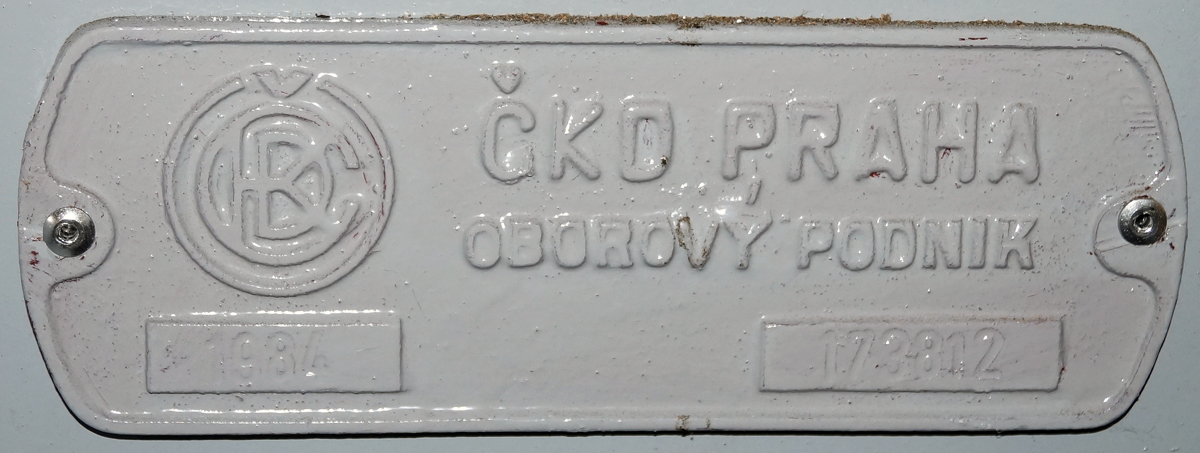 ČKD PRAHA
OBOROVÝ PODNIK
1984
173812